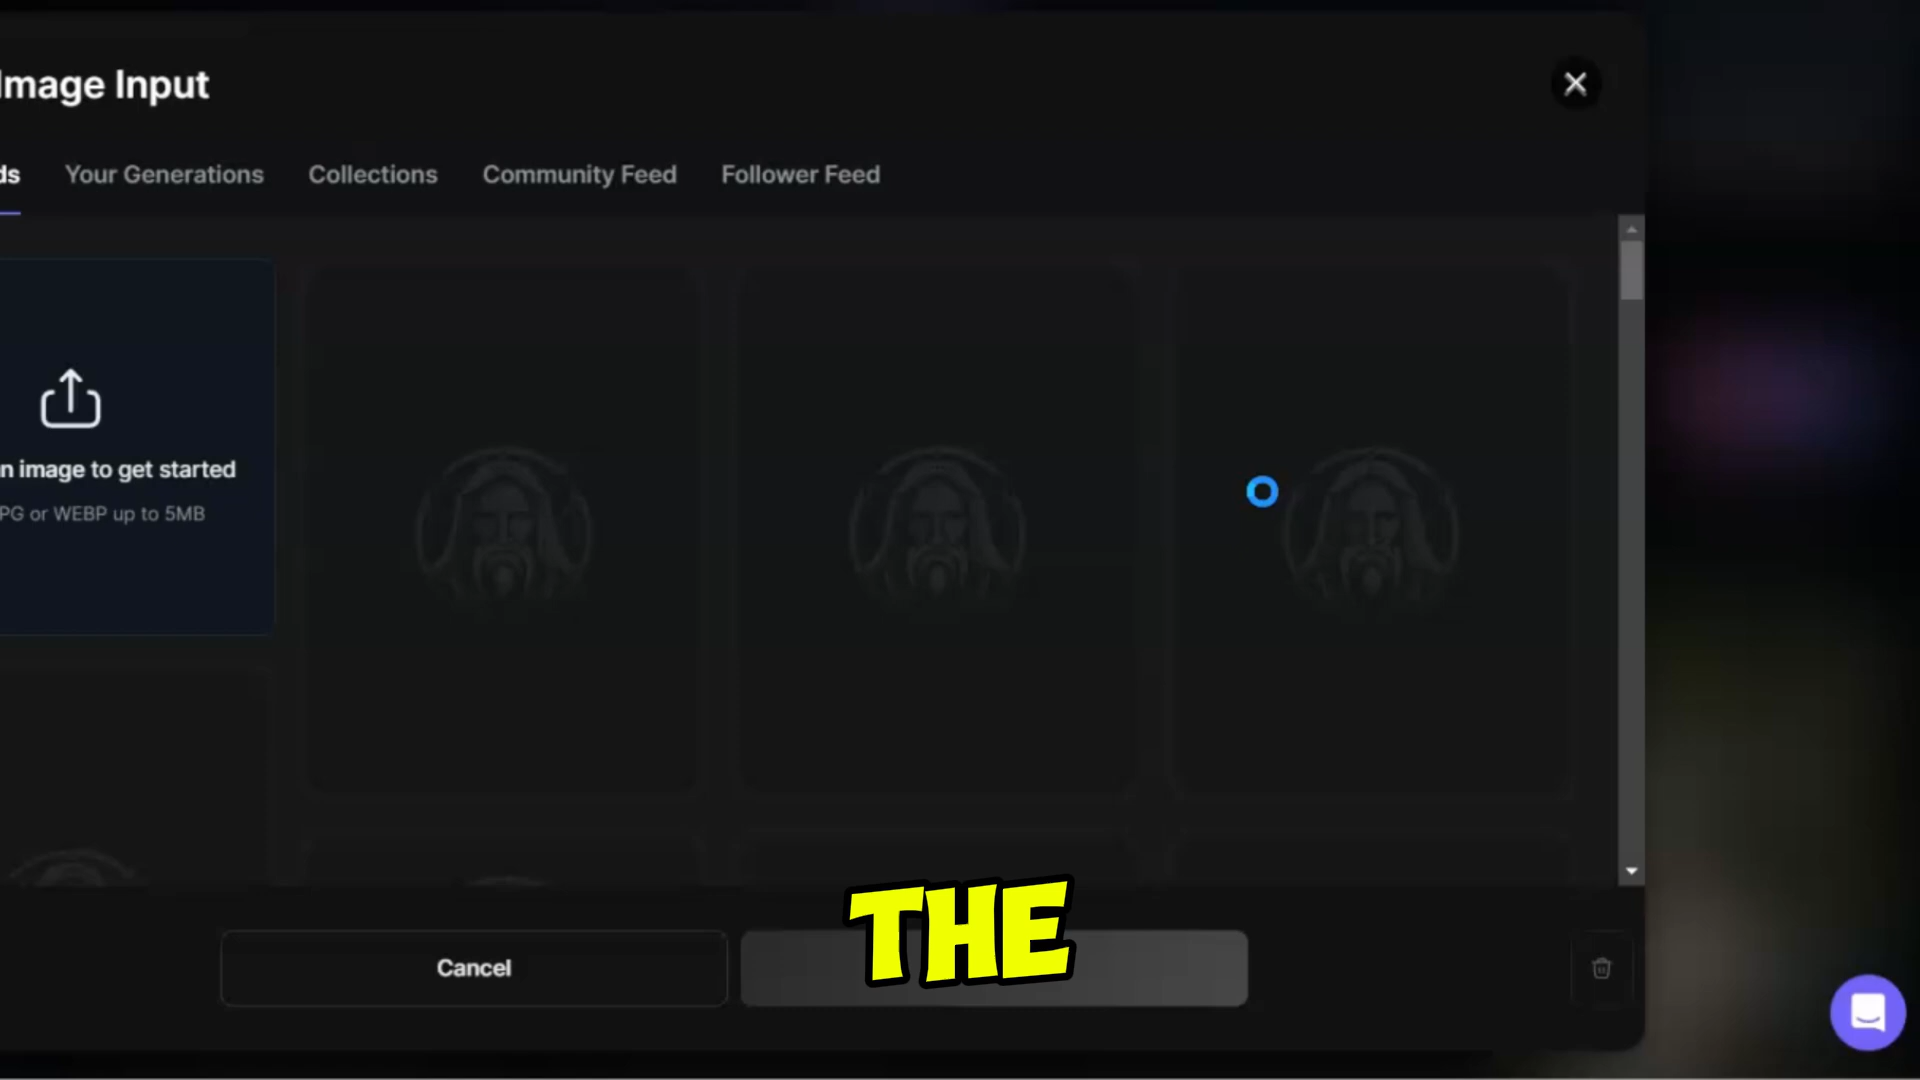 Image Input
ds
Your Generations
Collections
Community Feed
Follower Feed
n image to get started
PG or WEBP up to 5MB
Cancel
THE